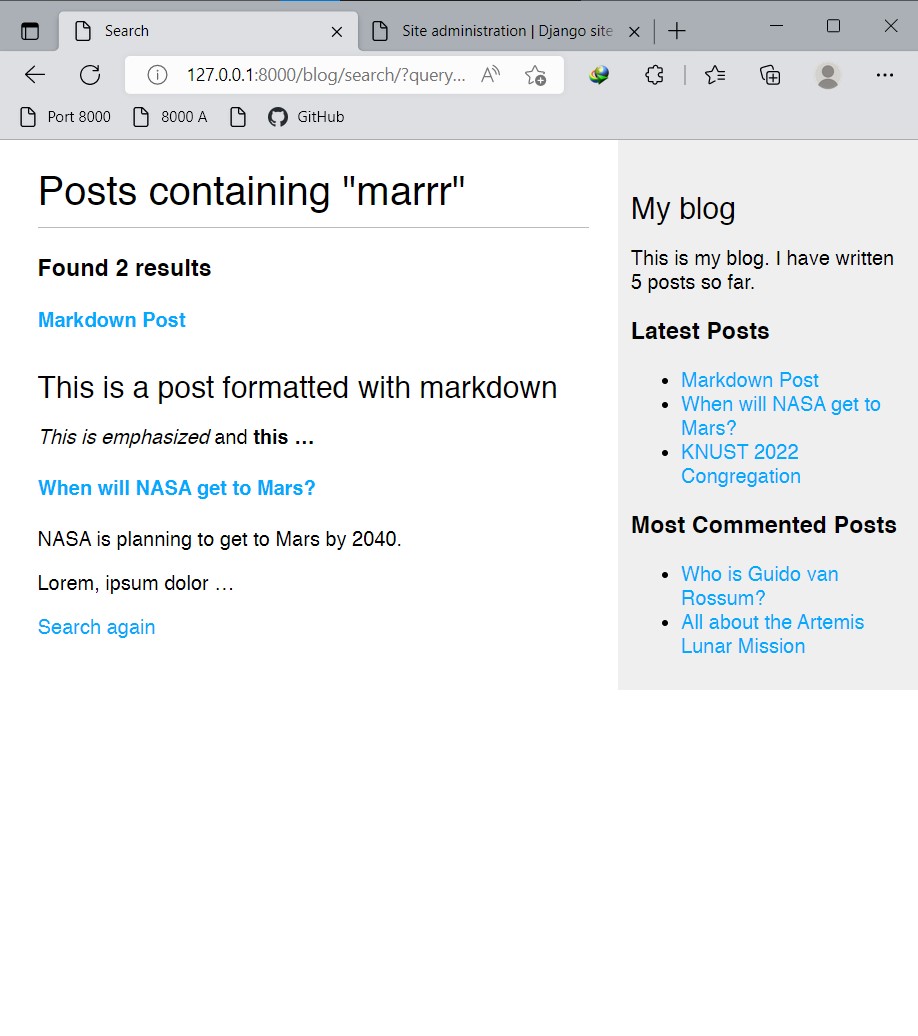 Search
Site administration | Django site
127.0.0.1:8000/blog/search/?query...
Port 8000
8000 A
GitHub
Posts containing "marrr"
Found 2 results
Markdown Post
This is a post formatted with markdown
This is emphasized and this …
When will NASA get to Mars?
NASA is planning to get to Mars by 2040.
Lorem, ipsum dolor …
Search again
My blog
This is my blog. I have written
5 posts so far.
Latest Posts
Markdown Post
When will NASA get to
Mars?
KNUST 2022
Congregation
Most Commented Posts
Who is Guido van
Rossum?
All about the Artemis
Lunar Mission